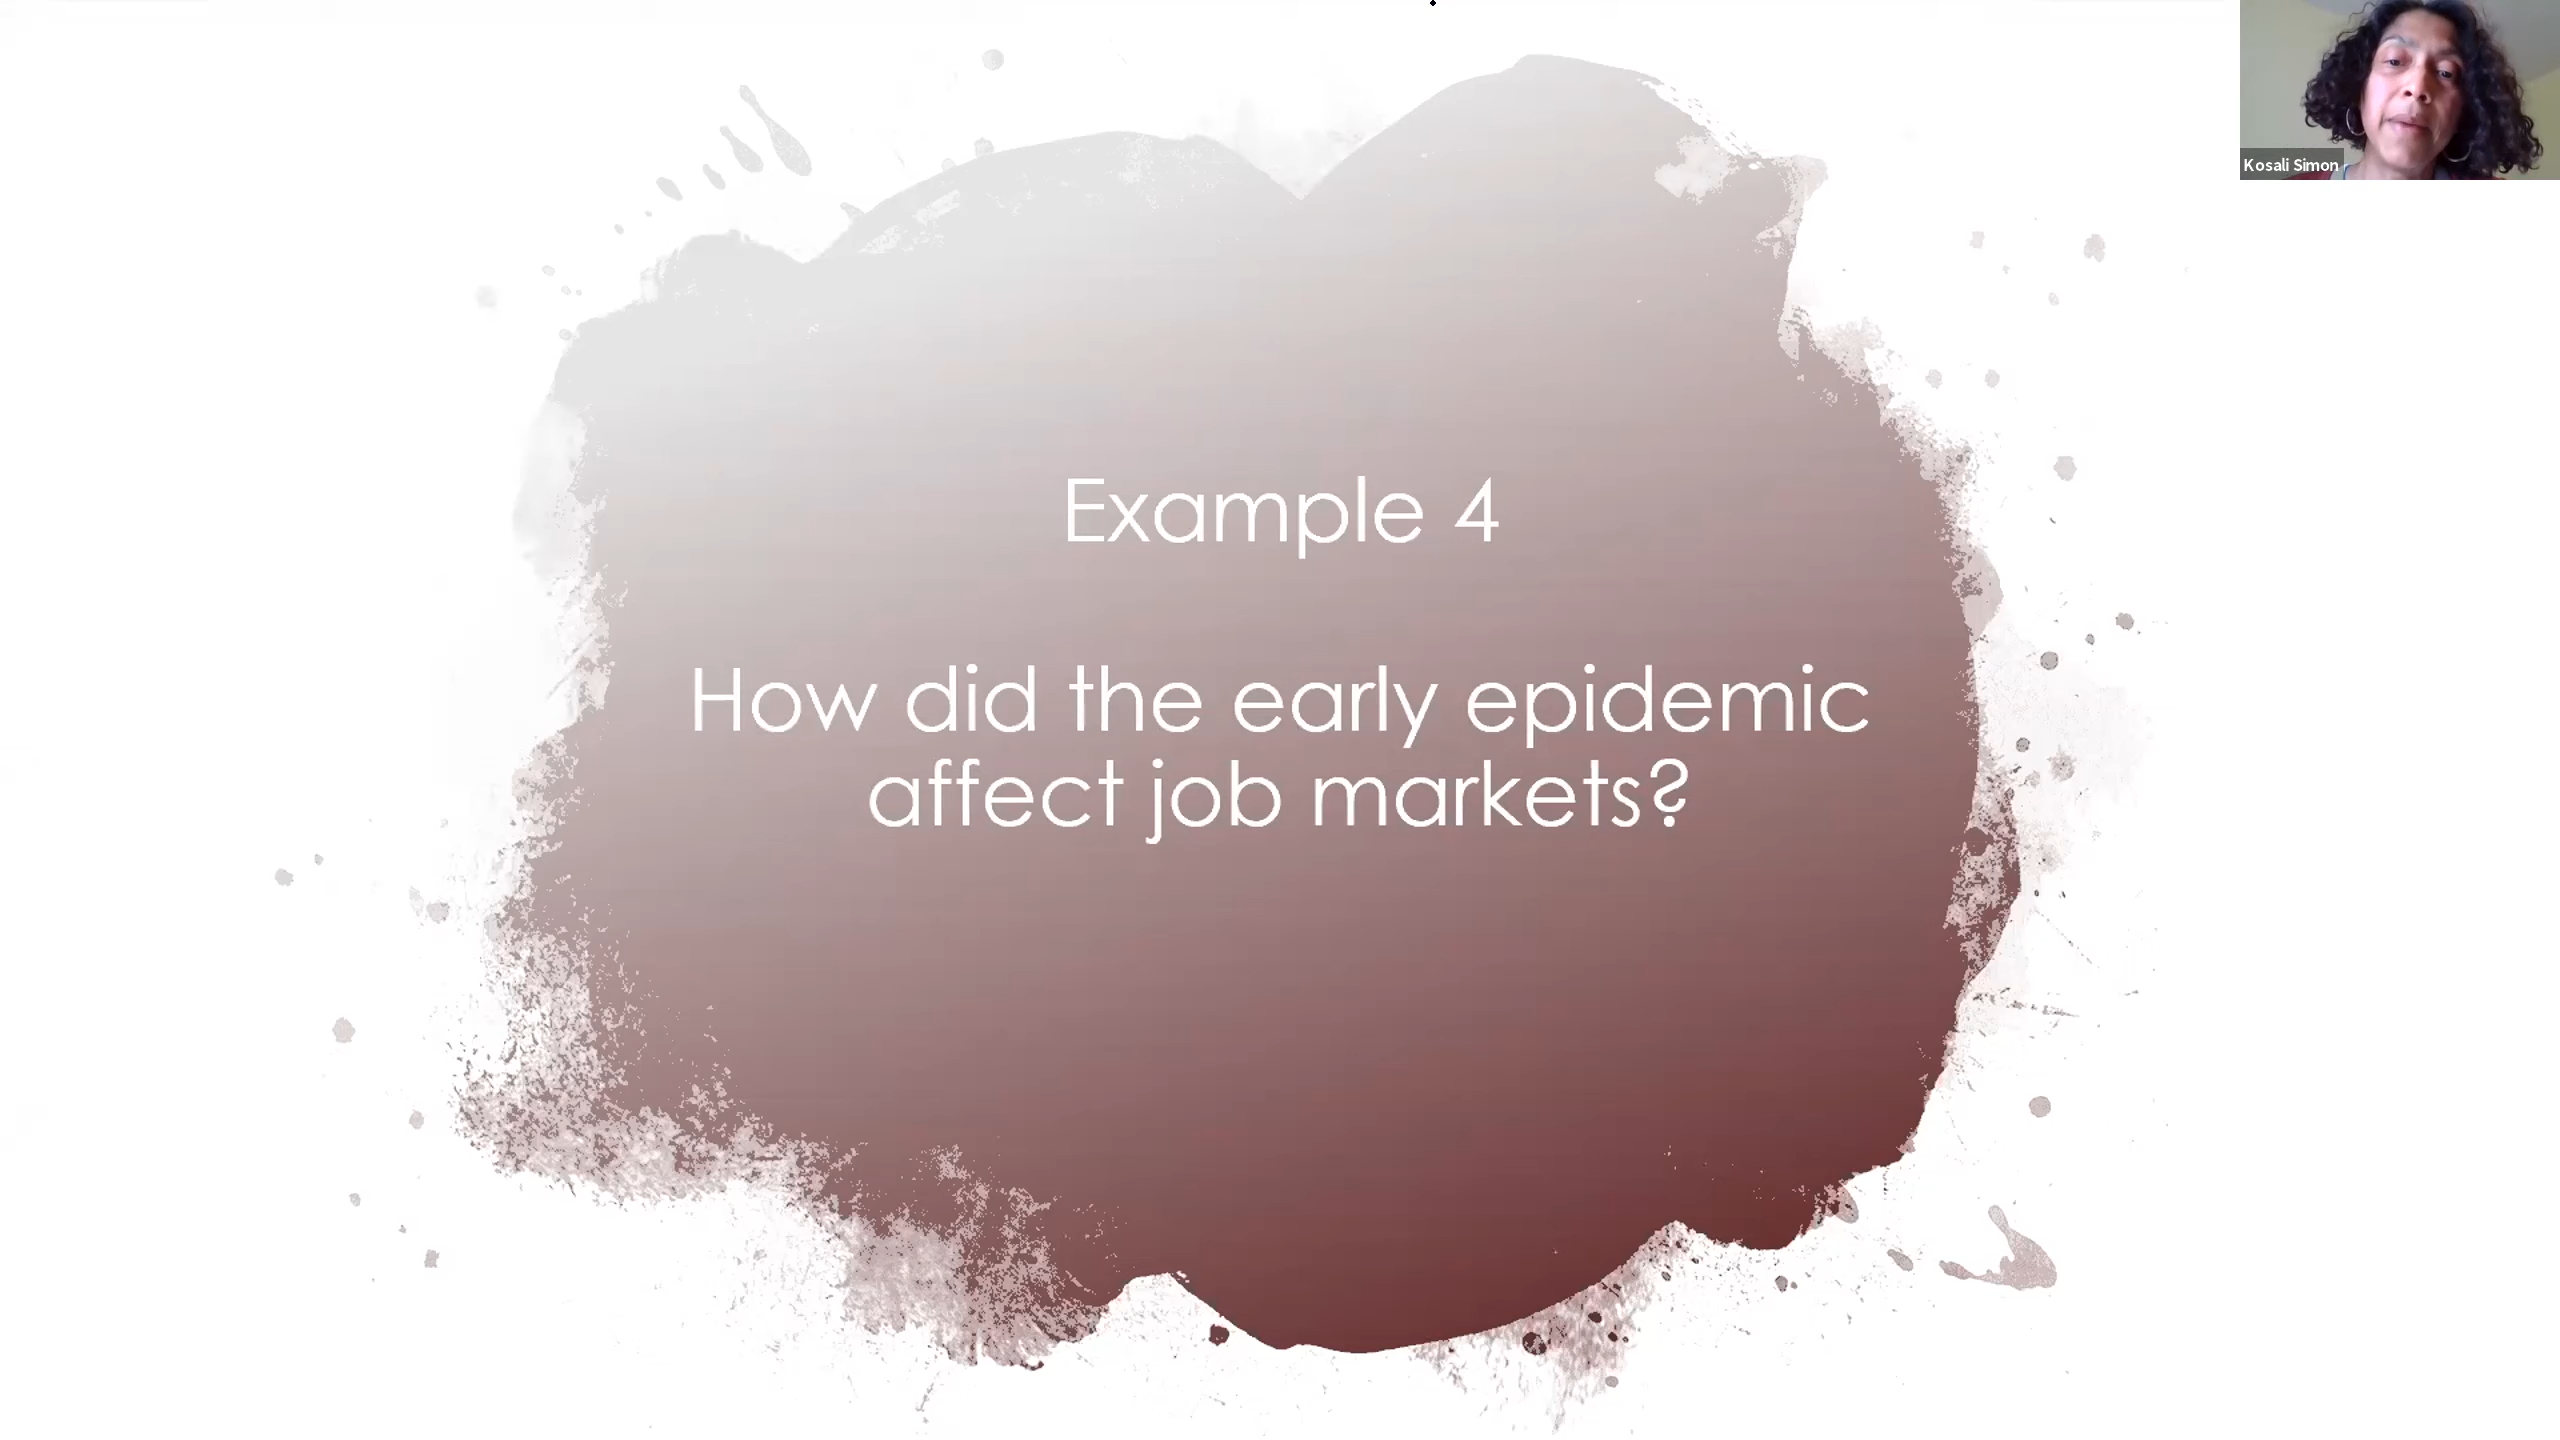 Kosali Simon
Example 4
How did the early epidemic
affect job markets?